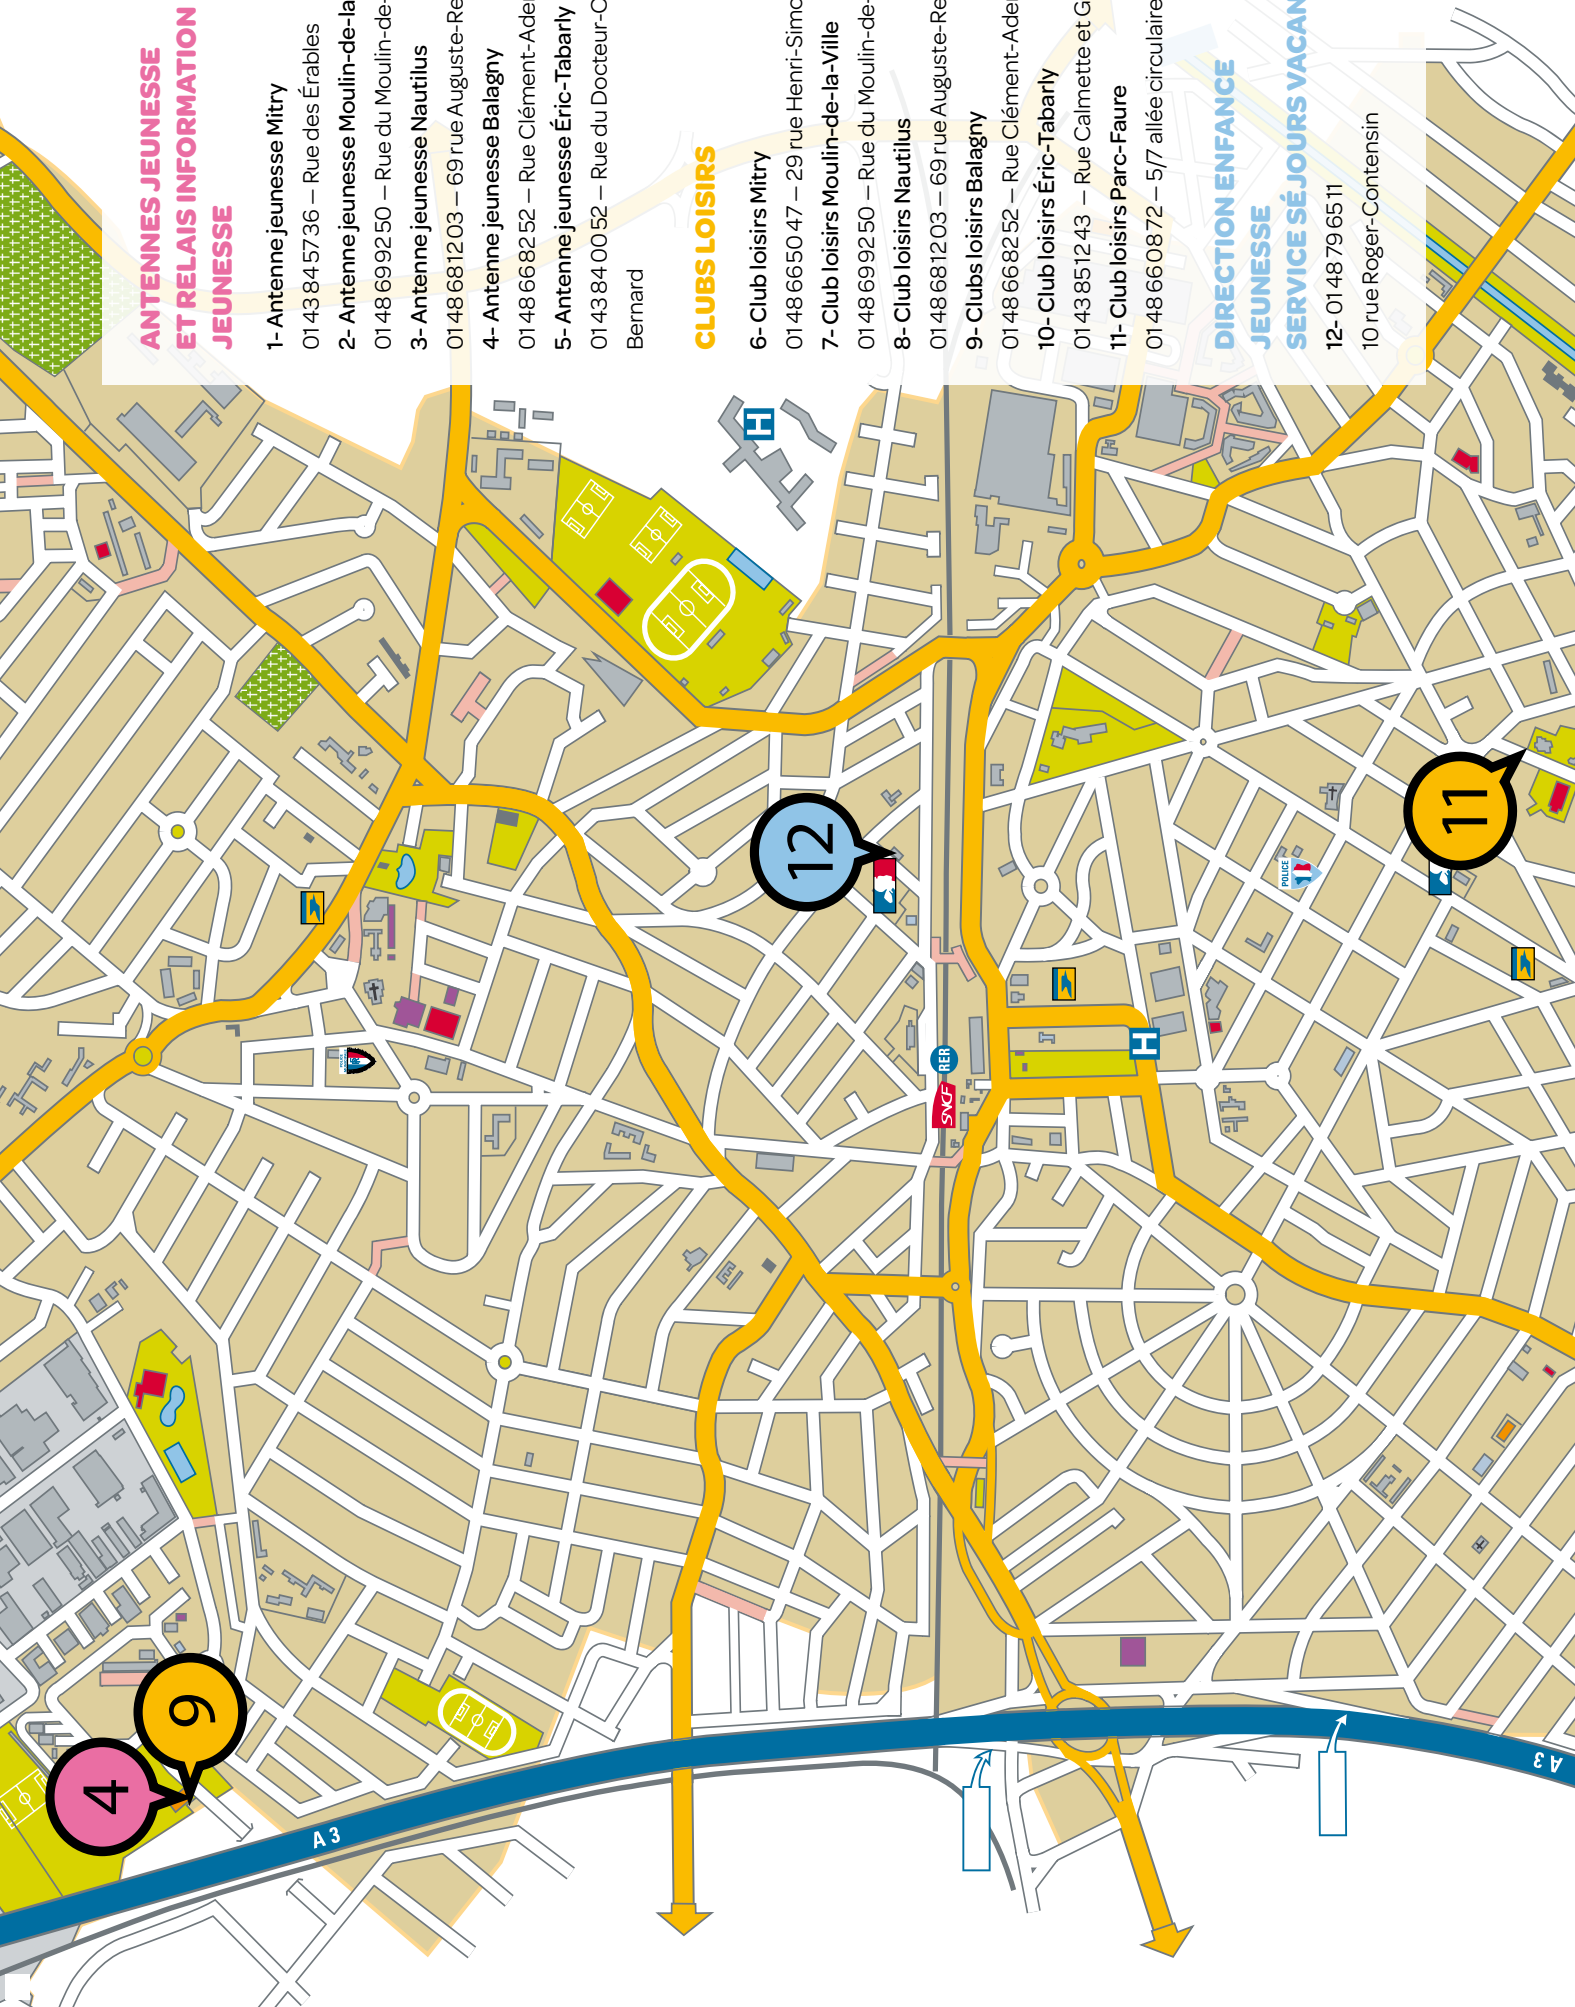 ANTENNES JEUNESSE
ET RELAIS INFORMATION
JEUNESSE
1- Antenne jeunesse Mitry
01 43 84 57 36 – Rue des Érables
2- Antenne jeunesse Moulin-de-la
01 48 69 92 50 – Rue du Moulin-de-
3- Antenne jeunesse Nautilus
01 48 68 12 03 – 69 rue Auguste-Re
4- Antenne jeunesse Balagny
01 48 66 82 52 – Rue Clément-Ader
5- Antenne jeunesse Éric-Tabarly
01 43 84 00 52 – Rue du Docteur-C
Bernard
CLUBS LOISIRS
6- Club loisirs Mitry
01 48 66 50 47 – 29 rue Henri-Simo
7- Club loisirs Moulin-de-la-Ville
01 48 69 92 50 – Rue du Moulin-de-
8- Club loisirs Nautilus
01 48 68 12 03 – 69 rue Auguste-Re
9- Clubs loisirs Balagny
01 48 66 82 52 – Rue Clément-Ader
10- Club loisirs Éric-Tabarly
01 43 85 12 43 – Rue Calmette et G
11- Club loisirs Parc-Faure
01 48 66 08 72 – 5/7 allée circulaire
DIRECTION ENFANCE
JEUNESSE
SERVICE SÉJOURS VACAN
12- 01 48 79 65 11
10 rue Roger-Contensin
H
12
11
POLICE
RER
SNCF
H
4
9
A 3
A 3